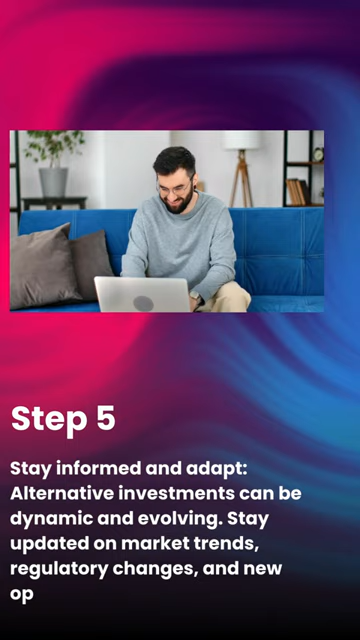 Step 5
Stay informed and adapt:
Alternative investments can be
dynamic and evolving. Stay
updated on market trends,
regulatory changes, and new
op